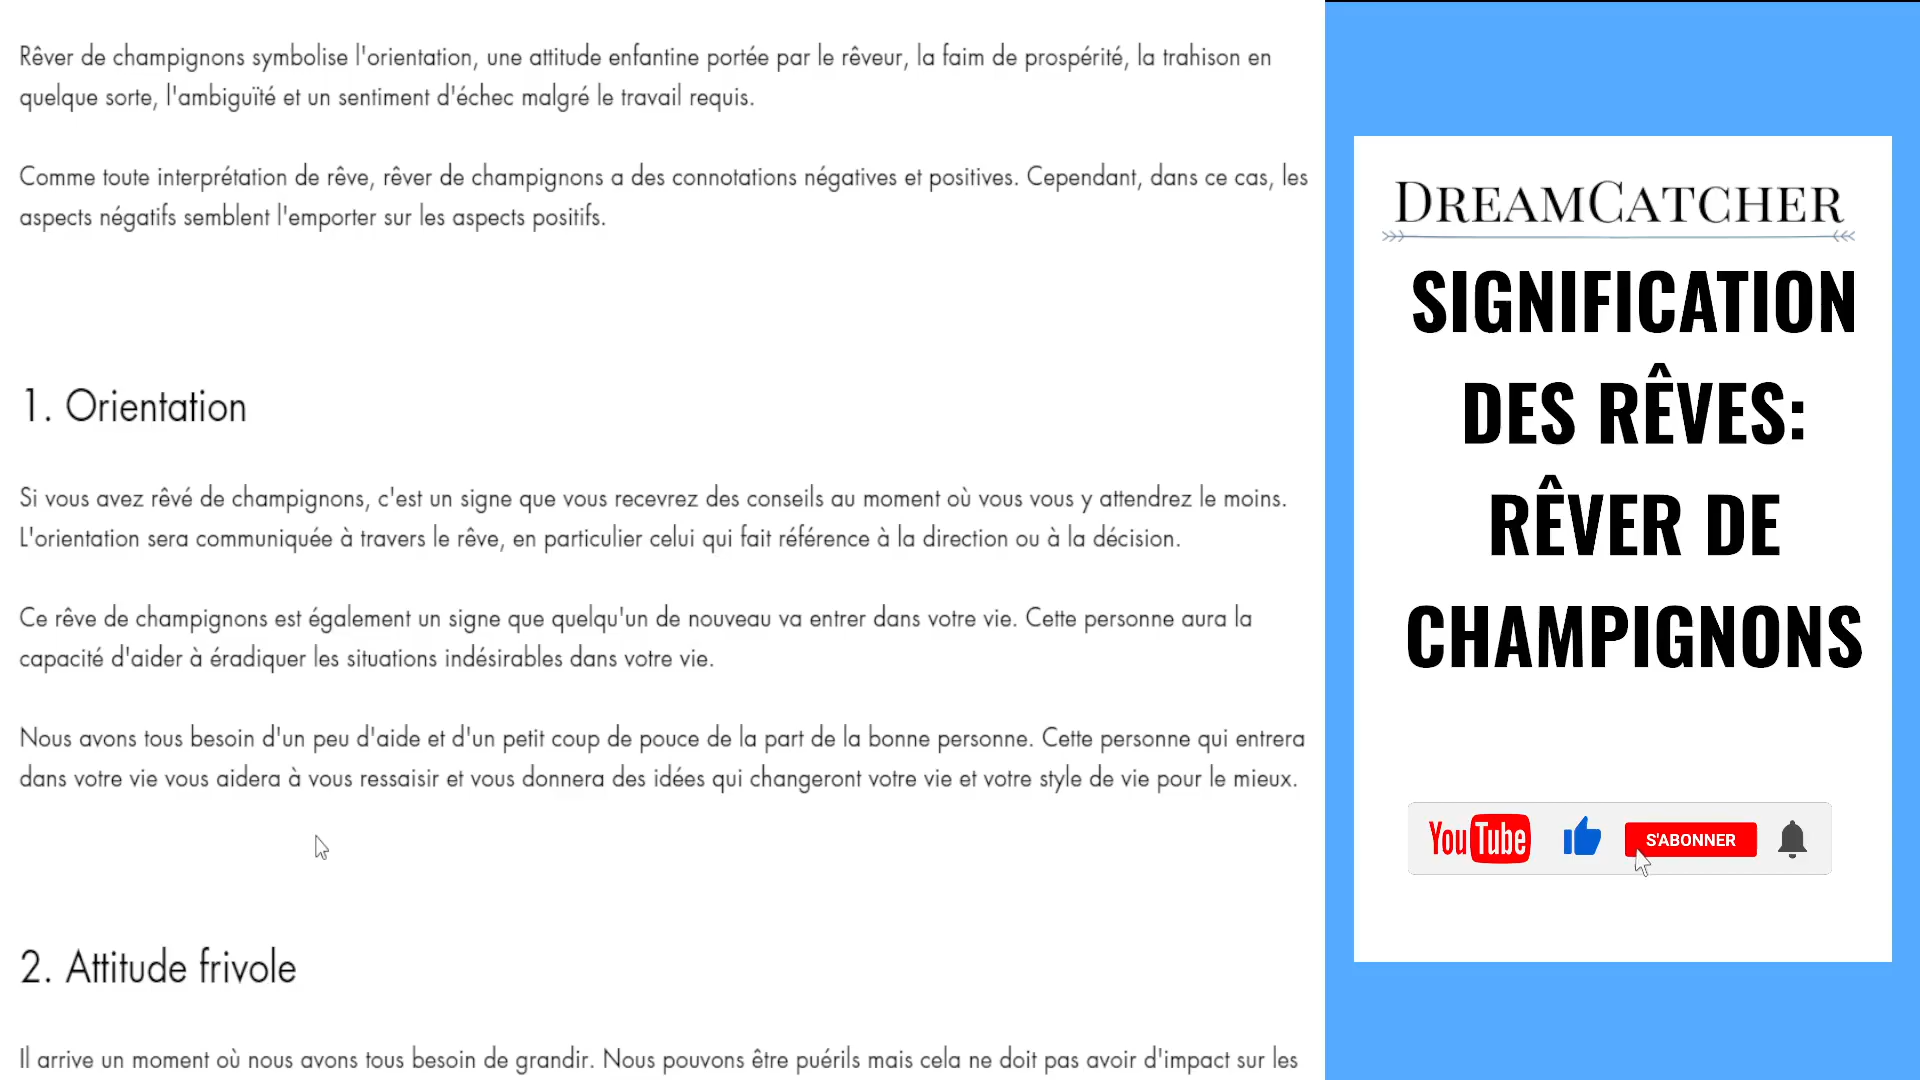 Rêver de champignons symbolise l'orientation, une attitude enfantine portée par le rêveur, la faim de prospérité, la trahison en
quelque sorte, l'ambiguïté et un sentiment d'échec malgré le travail requis.
Comme toute interprétation de rêve, rêver de champignons a des connotations négatives et positives. Cependant, dans ce cas, les
aspects négatifs semblent l'emporter sur les aspects positifs.
1. Orientation
Si vous avez rêvé de champignons, c'est un signe que vous recevrez des conseils au moment où vous vous y attendrez le moins.
L'orientation sera communiquée à travers le rêve, en particulier celui qui fait référence à la direction ou à la décision.
Ce rêve de champignons est également un signe que quelqu'un de nouveau va entrer dans votre vie. Cette personne aura la
capacité d'aider à éradiquer les situations indésirables dans votre vie.
Nous avons tous besoin d'un peu d'aide et d'un petit coup de pouce de la part de la bonne personne. Cette personne qui entrera
dans votre vie vous aidera à vous ressaisir et vous donnera des idées qui changeront votre vie et votre style de vie pour le mieux.
2. Attitude frivole
Il arrive un moment où nous avons tous besoin de grandir. Nous pouvons être puérils mais cela ne doit pas avoir d'impact sur les
DREAMCATCHER
SIGNIFICATION
DES RÊVES:
RÊVER DE
CHAMPIGNONS
YouTube
S'ABONNER